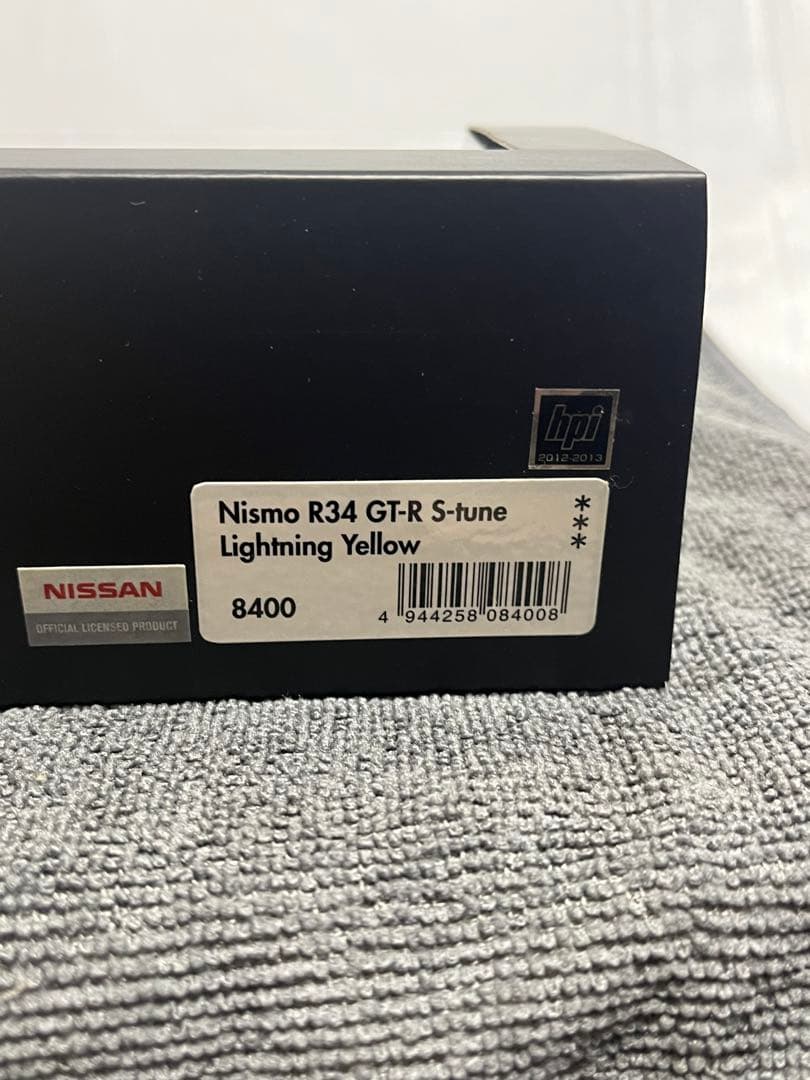 hpi
2012-2013
Nismo R34 GT-R S-tune
Lightning Yellow
***
8400
4 944258 084008
NISSAN
OFFICIAL LICENSED PRODUCT